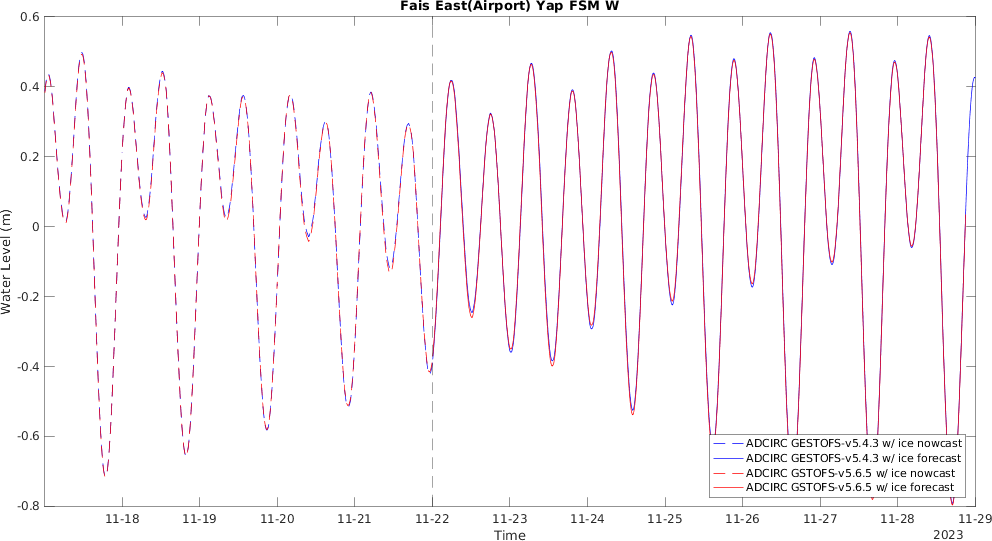 Fais East(Airport) Yap FSM W
0.6
0.4
0.2
0
-0.2
-0.4
-0.6
-0.8
Water Level (m)
ADCIRC GESTOFS-v5.4.3 w/ ice nowcast
ADCIRC GESTOFS-v5.4.3 w/ ice forecast
ADCIRC GSTOFS-v5.6.5 w/ ice nowcast
ADCIRC GSTOFS-v5.6.5 w/ ice forecast
11-18 11-19 11-20 11-21 11-22 11-23 11-24 11-25 11-26 11-27 11-28 11-29
Time
2023